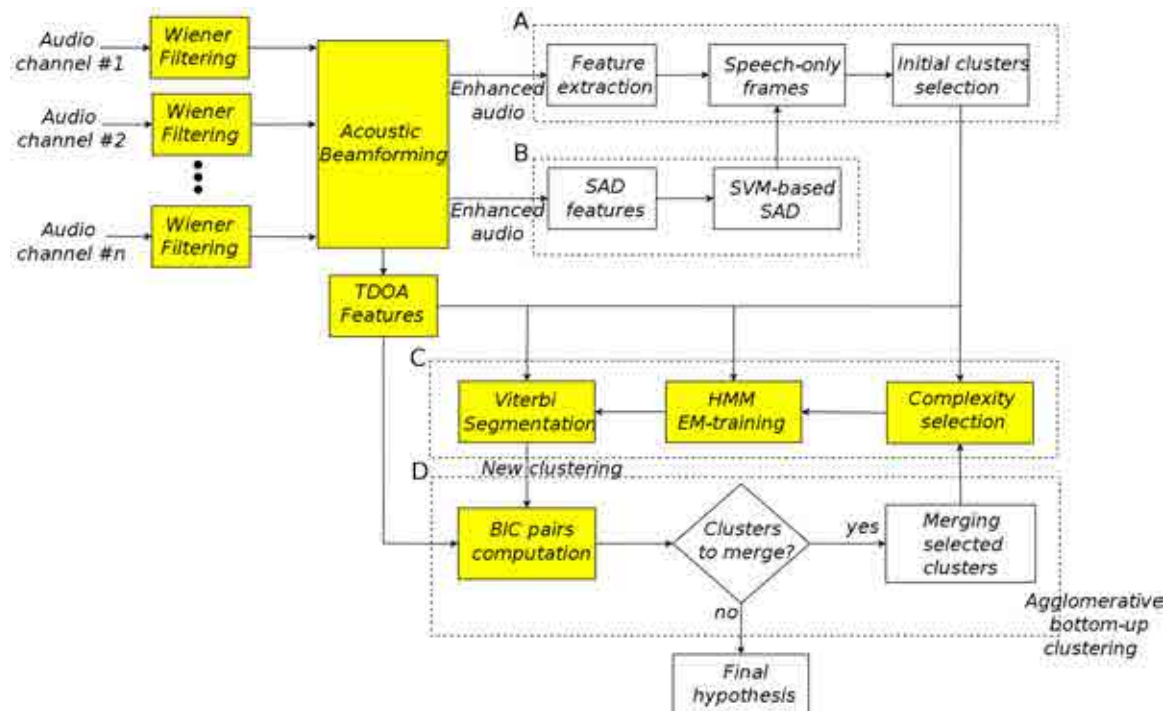 A
Audio
channel #1
Wiener
Filtering
Enhanced
audio
Feature
extraction
Speech-only
frames
Initial clusters
selection
Audio
channel #2
Wiener
Filtering
Acoustic
Beamforming
B
SAD
features
SVM-based
SAD
Audio
channel #n
Wiener
Filtering
Enhanced
audio
TDOA
Features
C
Viterbi
Segmentation
HMM
EM-training
Complexity
selection
New clustering
D
BIC pairs
computation
Clusters
to merge?
yes
Merging
selected
clusters
no
Agglomerative
bottom-up
clustering
Final
hypothesis